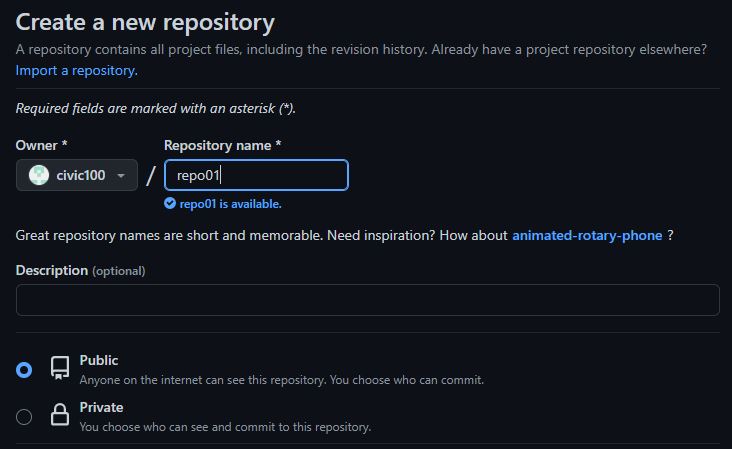 Create a new repository
A repository contains all project files, including the revision history. Already have a project repository elsewhere?
Import a repository.
Required fields are marked with an asterisk (*).
Owner * Repository name *
civic100 / repo01
repo01 is available.
Great repository names are short and memorable. Need inspiration? How about animated-rotary-phone ?
Description (optional)
Public
Anyone on the internet can see this repository. You choose who can commit.
Private
You choose who can see and commit to this repository.